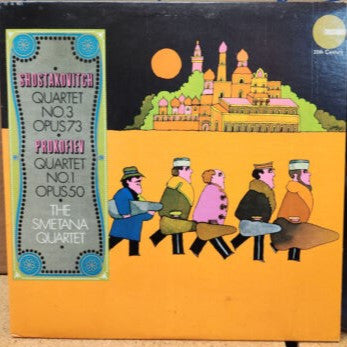 SHOSTAKOVITCH
QUARTET
NO.3
OPUS 73
PROKOFIEV
QUARTET
NO.1
OPUS.50
THE
SMETANA
QUARTET
20th Century